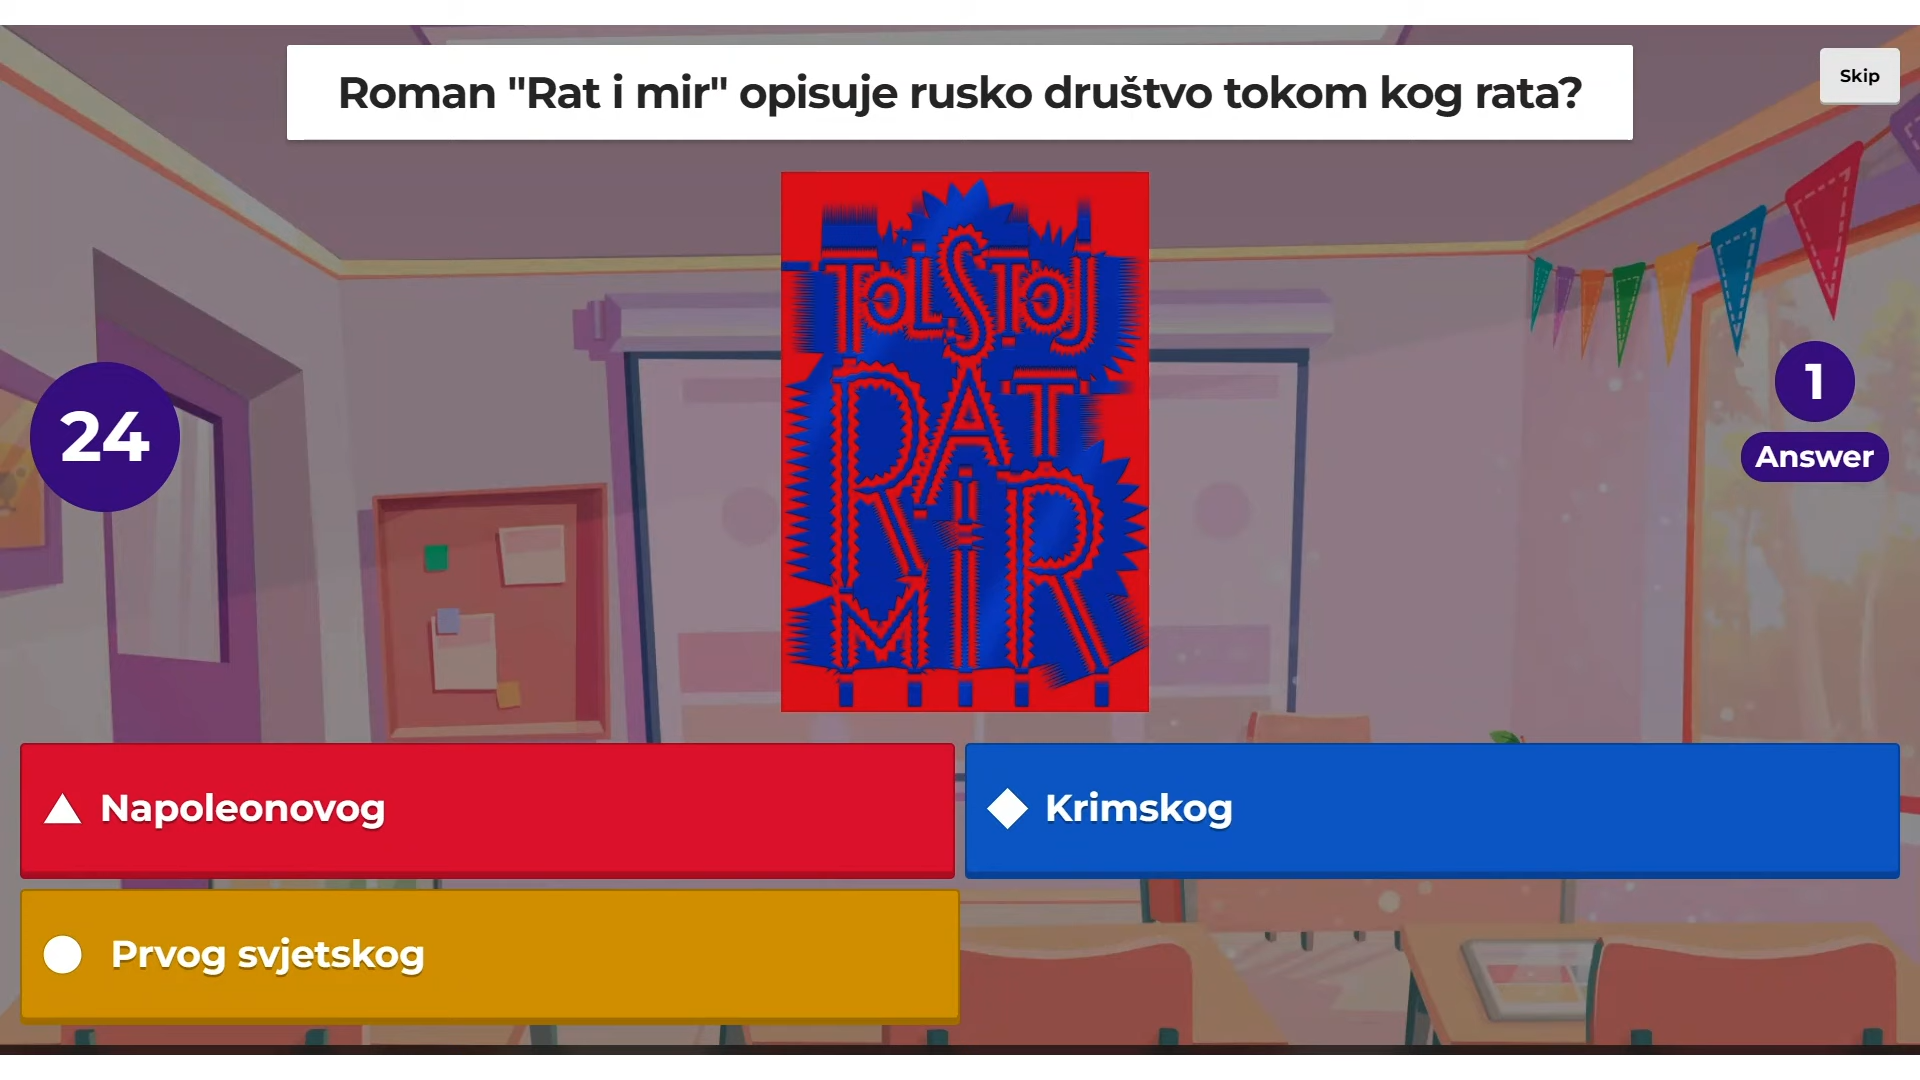 Roman "Rat i mir" opisuje rusko društvo tokom kog rata?
Skip
TOLSTOJ
RAT
I
MIR
24
1
Answer
Napoleonovog
Krimskog
Prvog svjetskog